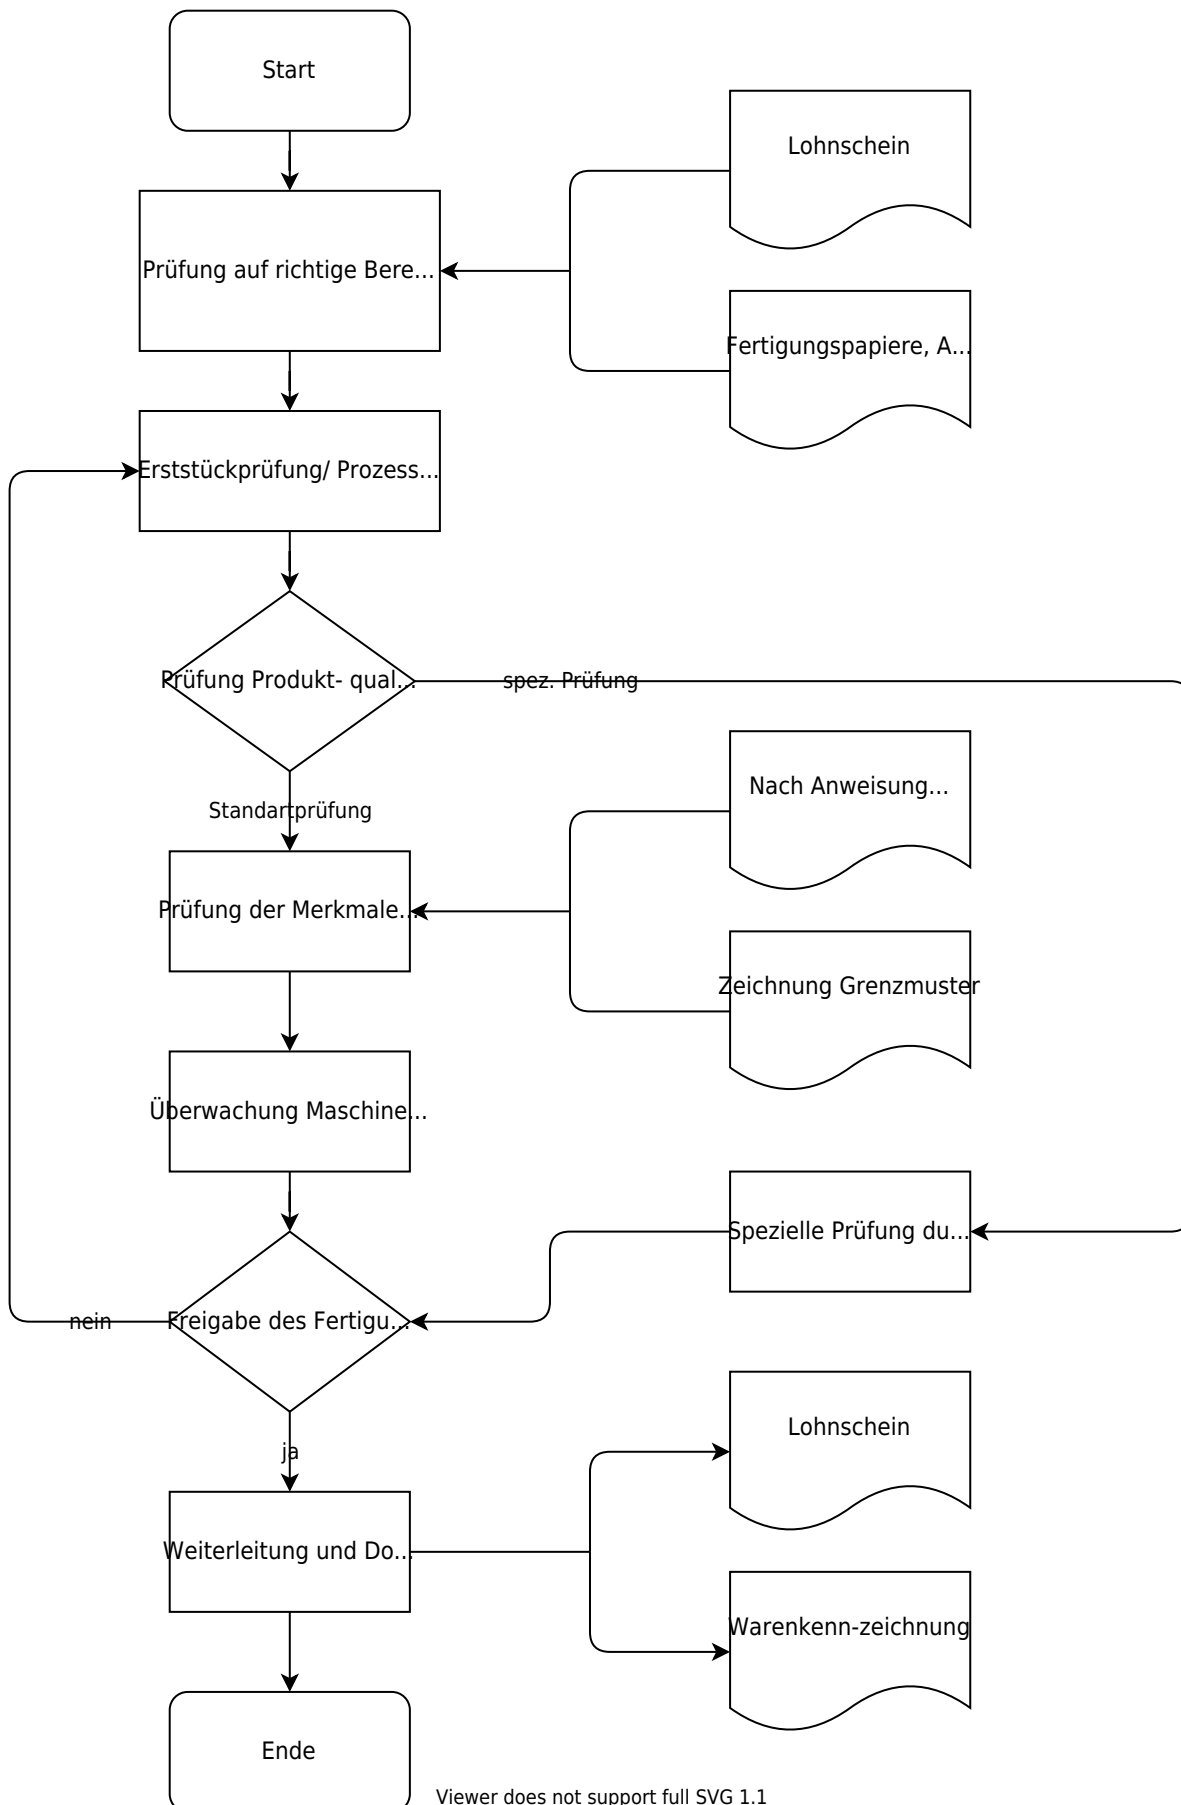 Start
Lohnschein
Prüfung auf richtige Bere...
Fertigungspapiere, A...
Erststückprüfung/ Prozess...
Prüfung Produkt- qual...
spez. Prüfung
Nach Anweisung...
Standartprüfung
Prüfung der Merkmale...
Zeichnung Grenzmuster
Überwachung Maschine...
Spezielle Prüfung du...
nein
Freigabe des Fertigu...
Lohnschein
ja
Weiterleitung und Do...
Warenkenn-zeichnung
Ende
Viewer does not support full SVG 1.1